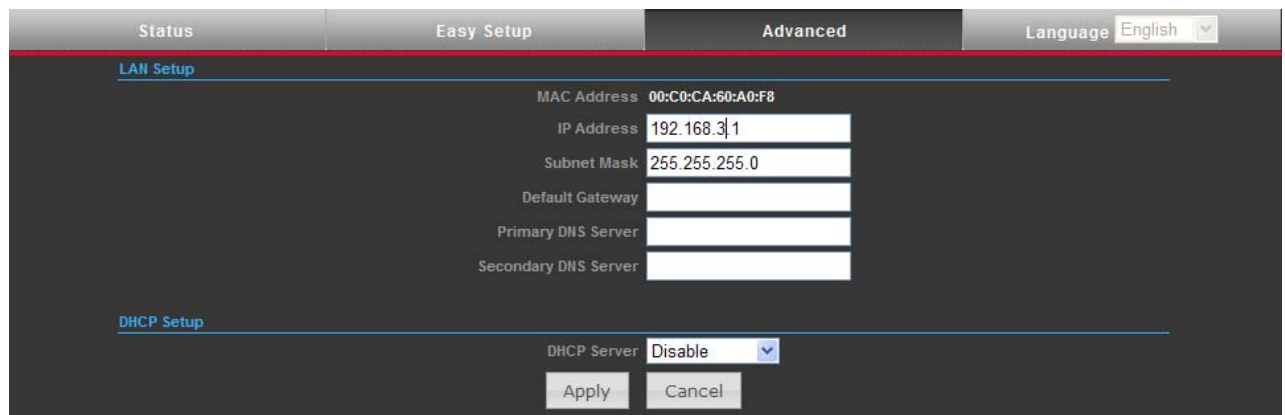 Status Easy Setup Advanced Language English
LAN Setup
MAC Address 00:C0:CA:60:A0:F8
IP Address 192.168.3.1
Subnet Mask 255.255.255.0
Default Gateway
Primary DNS Server
Secondary DNS Server
DHCP Setup
DHCP Server Disable
Apply Cancel